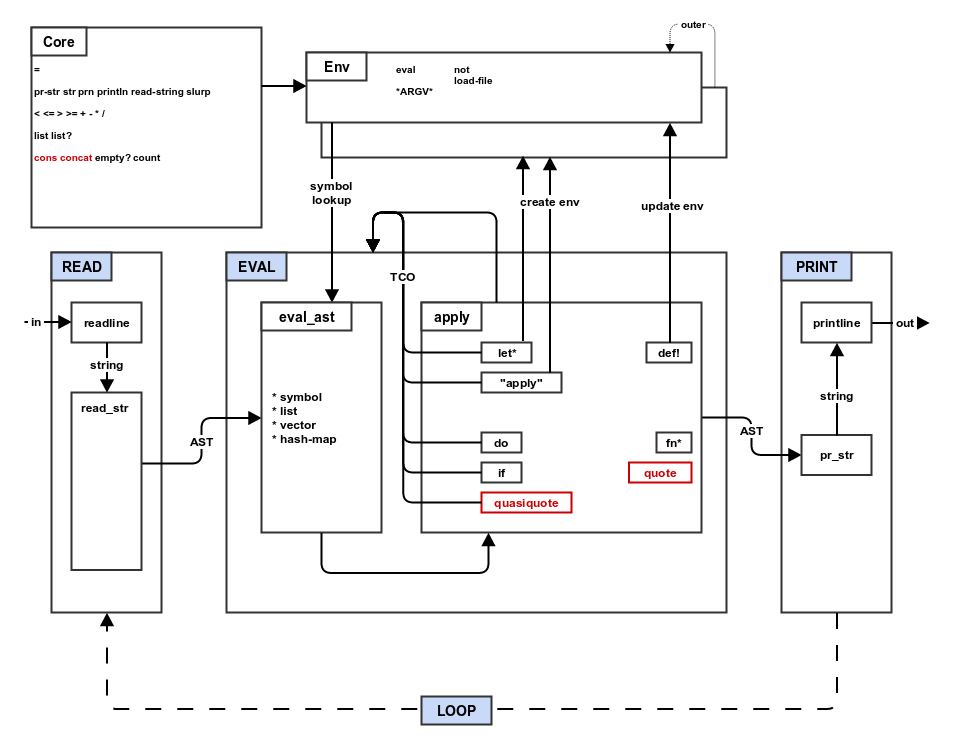 outer
Core
Env
=
pr-str str prn println read-string slurp
< <= > >= + - * /
list list?
cons concat empty? count
eval not
load-file
*ARGV*
symbol
lookup
create env
update env
READ
EVAL
PRINT
TCO
in
readline
string
read_str
AST
eval_ast
* symbol
* list
* vector
* hash-map
apply
let*
"apply"
do
if
quasiquote
def!
fn*
quote
AST
printline
out
string
pr_str
LOOP